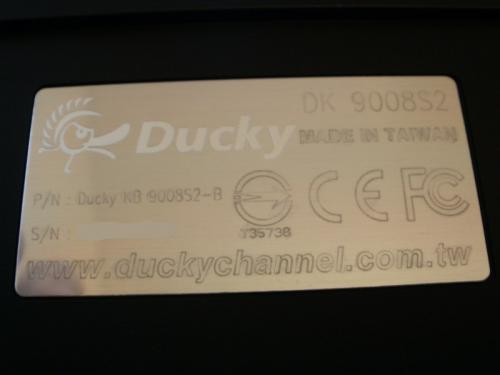 Ducky
DK 9008S2
MADE IN TAIWAN
P/N : Ducky KB 9008S2-B
S/N :
CE FC
T35738
www.duckychannel.com.tw